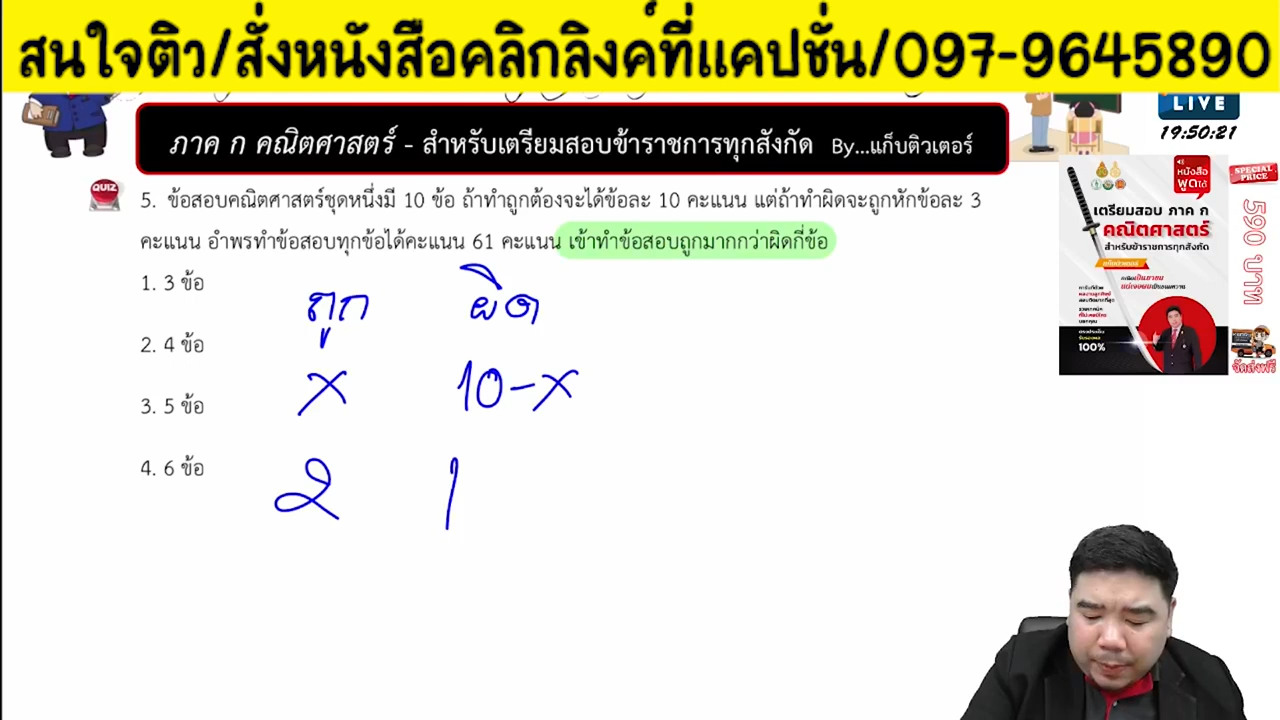 สนใจติว/สั่งหนังสือคลิกลิงค์ที่แคปชั่น/097-9645890
LIVE
19:50:21
ภาค ก คณิตศาสตร์ - สำหรับเตรียมสอบข้าราชการทุกสังกัด By...แก็บติวเตอร์
QUIZ
5. ข้อสอบคณิตศาสตร์ชุดหนึ่งมี 10 ข้อ ถ้าทำถูกต้องจะได้ข้อละ 10 คะแนน แต่ถ้าทำผิดจะถูกหักข้อละ 3
คะแนน อำพรทำข้อสอบทุกข้อได้คะแนน 61 คะแนน เข้าทำข้อสอบถูกมากกว่าผิดกี่ข้อ
1. 3 ข้อ
2. 4 ข้อ
3. 5 ข้อ
4. 6 ข้อ
ถูก ผิด
x 10-x
2 1
หนังสือ
พูดได้
เตรียมสอบ ภาค ก
คณิตศาสตร์
สำหรับข้าราชการทุกสังกัด
100%
SPECIAL
PRICE
590 บาท
จัดส่งฟรี